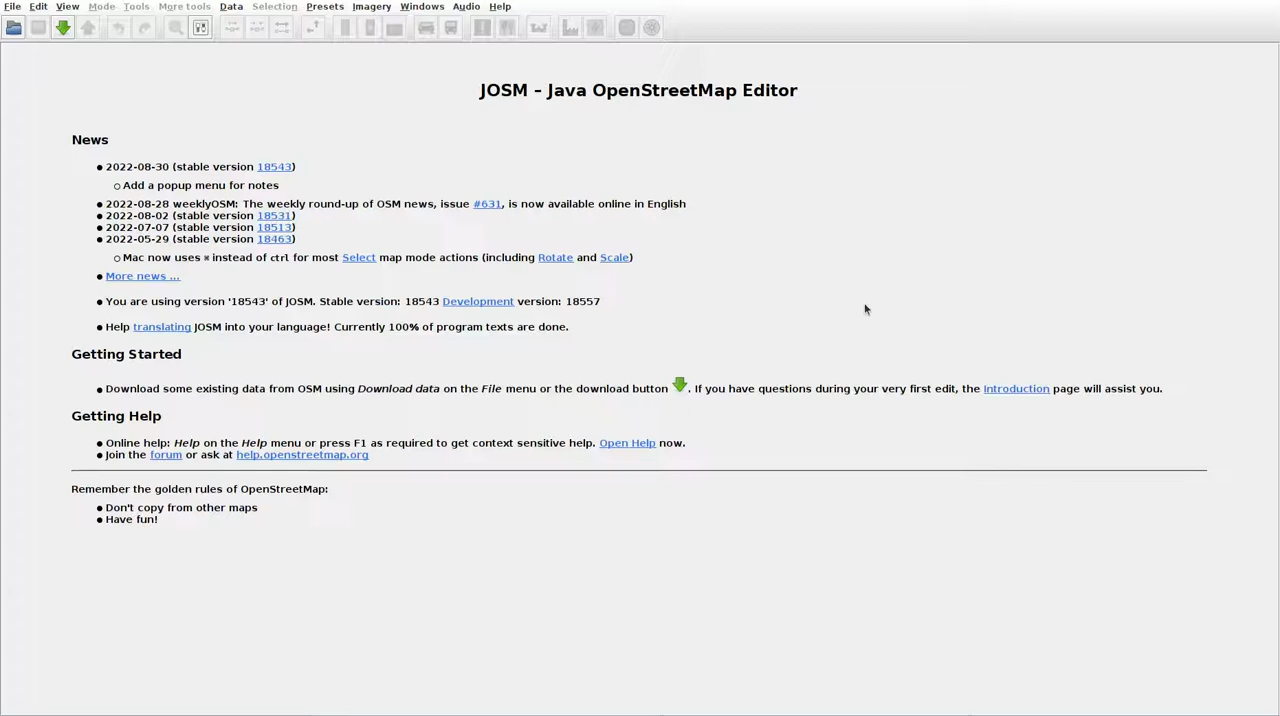 File Edit View Mode Tools More tools Data Selection Presets Imagery Windows Audio Help
JOSM – Java OpenStreetMap Editor
News
2022-08-30 (stable version 18543)
Add a popup menu for notes
2022-08-28 weeklyOSM: The weekly round-up of OSM news, issue #631, is now available online in English
2022-08-02 (stable version 18531)
2022-07-07 (stable version 18513)
2022-05-29 (stable version 18463)
Mac now uses ⌘ instead of ctrl for most Select map mode actions (including Rotate and Scale)
More news ...
You are using version '18543' of JOSM. Stable version: 18543 Development version: 18557
Help translating JOSM into your language! Currently 100% of program texts are done.
Getting Started
Download some existing data from OSM using Download data on the File menu or the download button . If you have questions during your very first edit, the Introduction page will assist you.
Getting Help
Online help: Help on the Help menu or press F1 as required to get context sensitive help. Open Help now.
Join the forum or ask at help.openstreetmap.org
Remember the golden rules of OpenStreetMap:
Don't copy from other maps
Have fun!